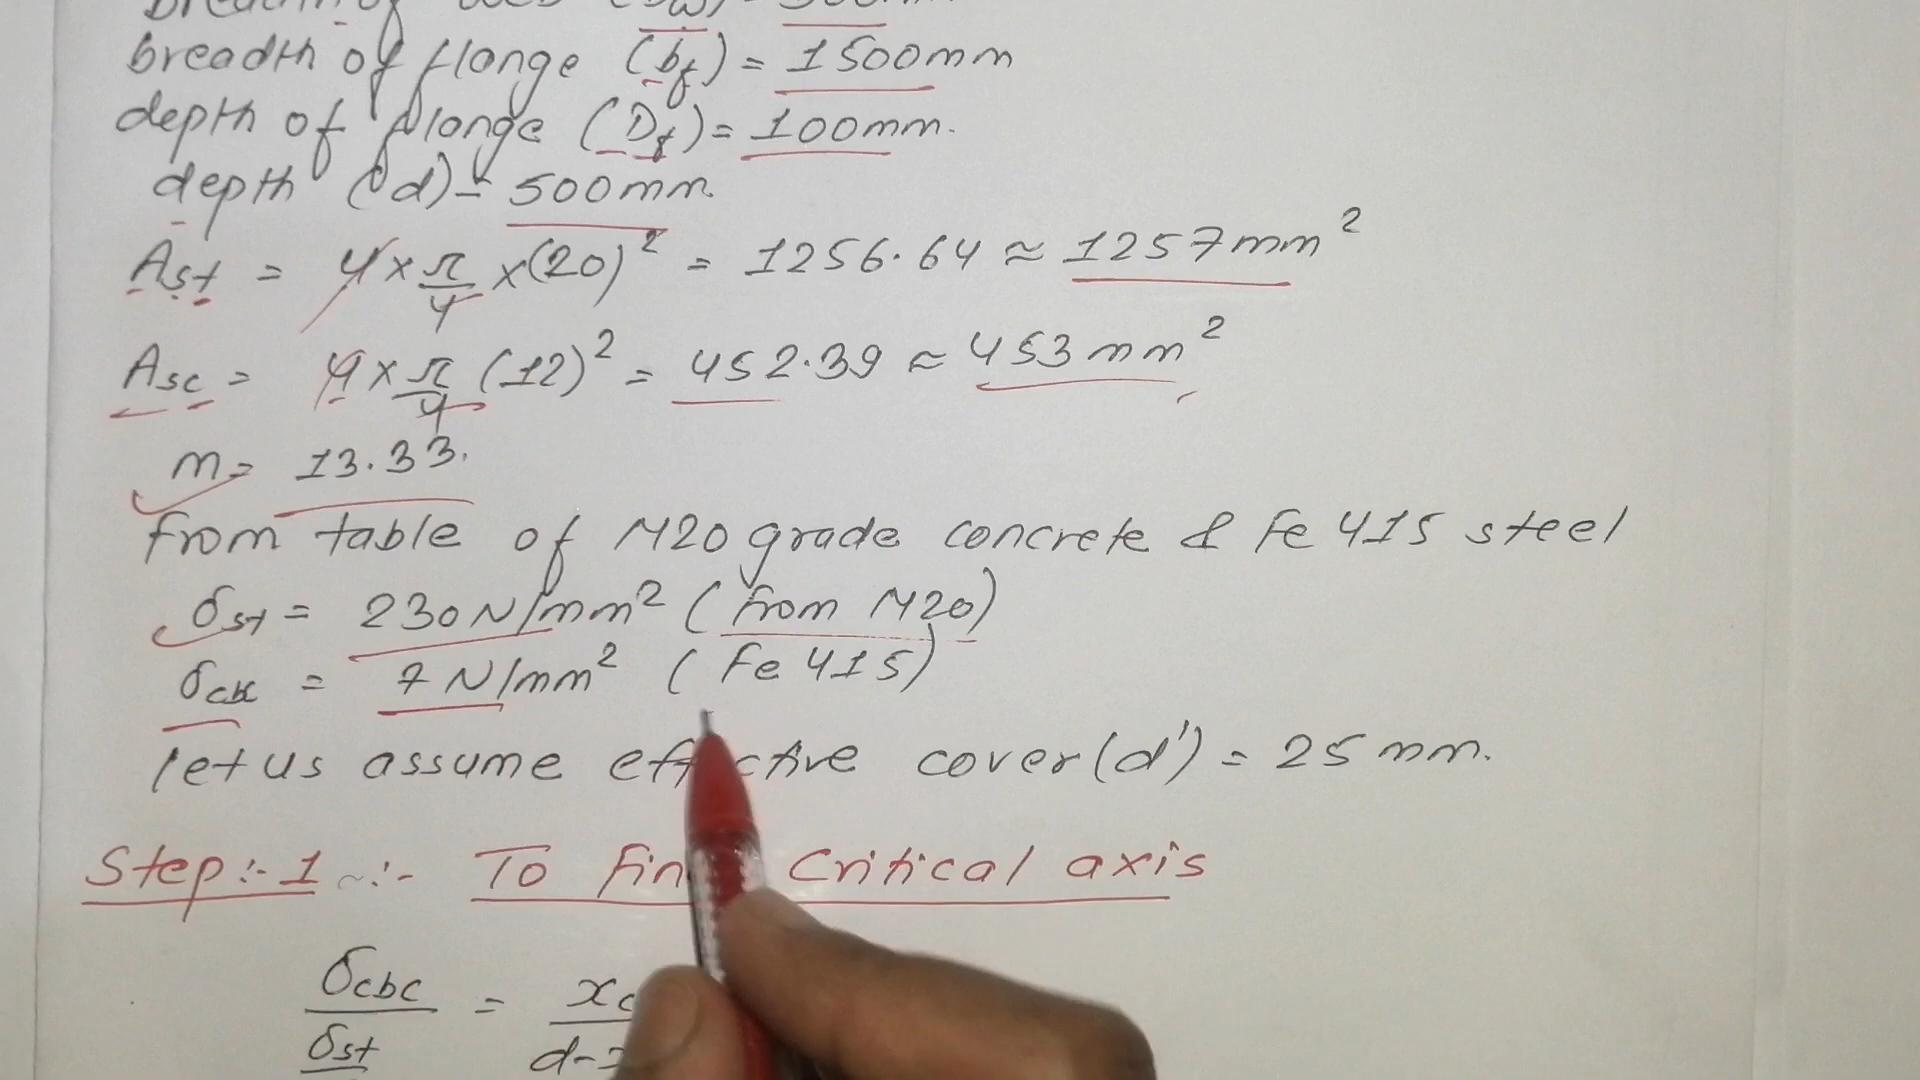 breadth of flange (bf) = 1500mm
depth of flange (Df) = 100mm.
depth (d) = 500mm
Ast = 4 × π/4 × (20)² = 1256.64 ≈ 1257mm²
Asc = 4 × π/4 (12)² = 452.39 ≈ 453mm²
m = 13.33.
from table of M20 grade concrete & Fe 415 steel
σst = 230 N/mm² (from M20)
σcbc = 7 N/mm² (Fe 415)
let us assume effective cover (d') = 25 mm.
Step:-1 ~:- To Fin Critical axis
σcbc / σst = xc / d-